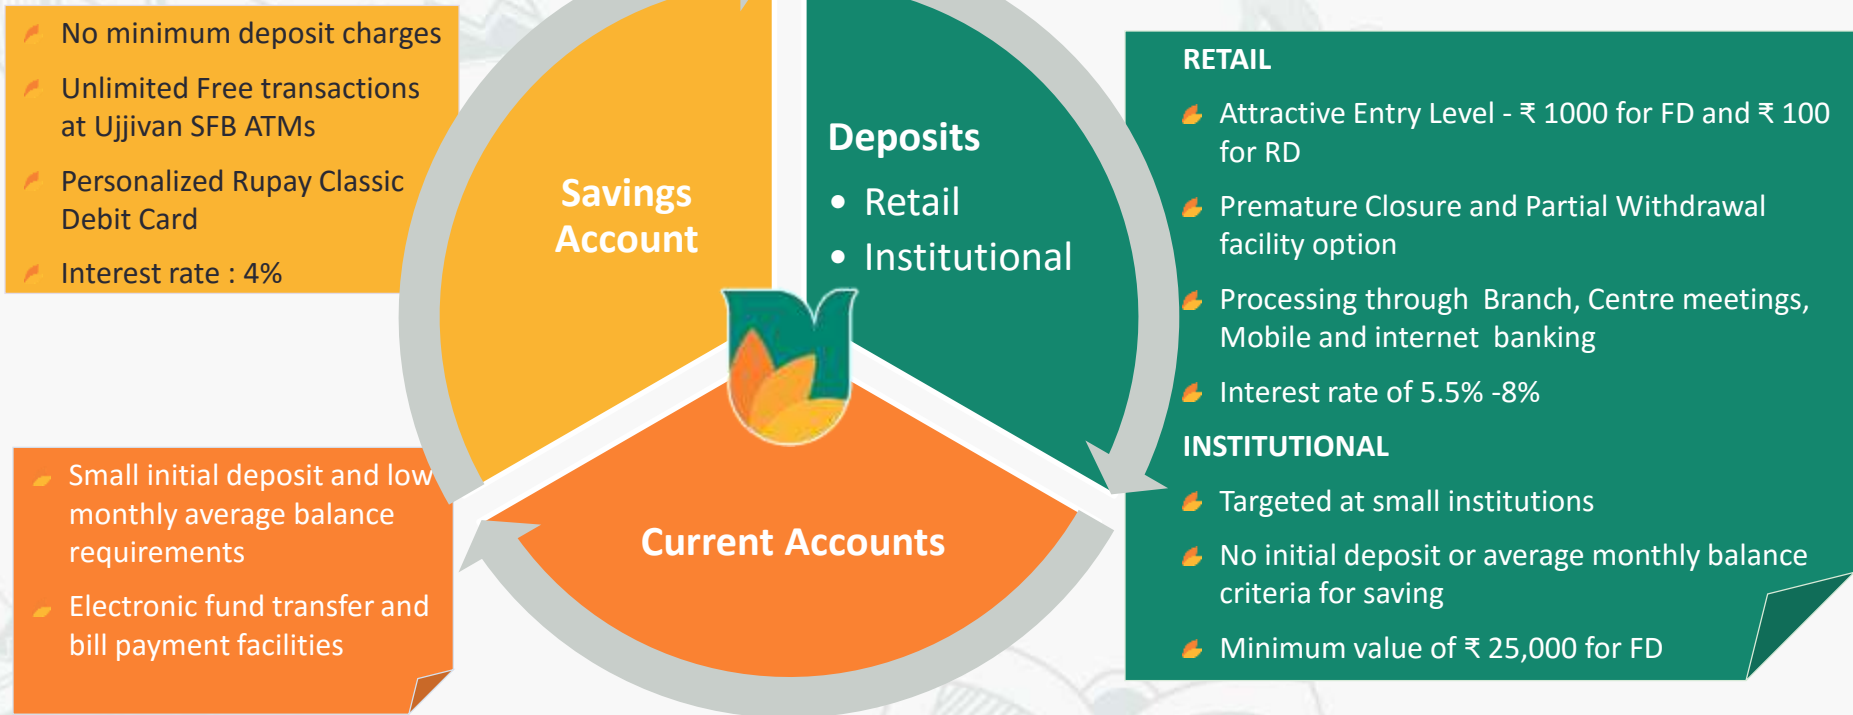 No minimum deposit charges
Unlimited Free transactions
at Ujjivan SFB ATMs
Personalized Rupay Classic
Debit Card
Interest rate : 4%
Savings
Account
Deposits
• Retail
• Institutional
RETAIL
Attractive Entry Level - ₹ 1000 for FD and ₹ 100
for RD
Premature Closure and Partial Withdrawal
facility option
Processing through Branch, Centre meetings,
Mobile and internet banking
Interest rate of 5.5% -8%
INSTITUTIONAL
Targeted at small institutions
No initial deposit or average monthly balance
criteria for saving
Minimum value of ₹ 25,000 for FD
Small initial deposit and low
monthly average balance
requirements
Electronic fund transfer and
bill payment facilities
Current Accounts